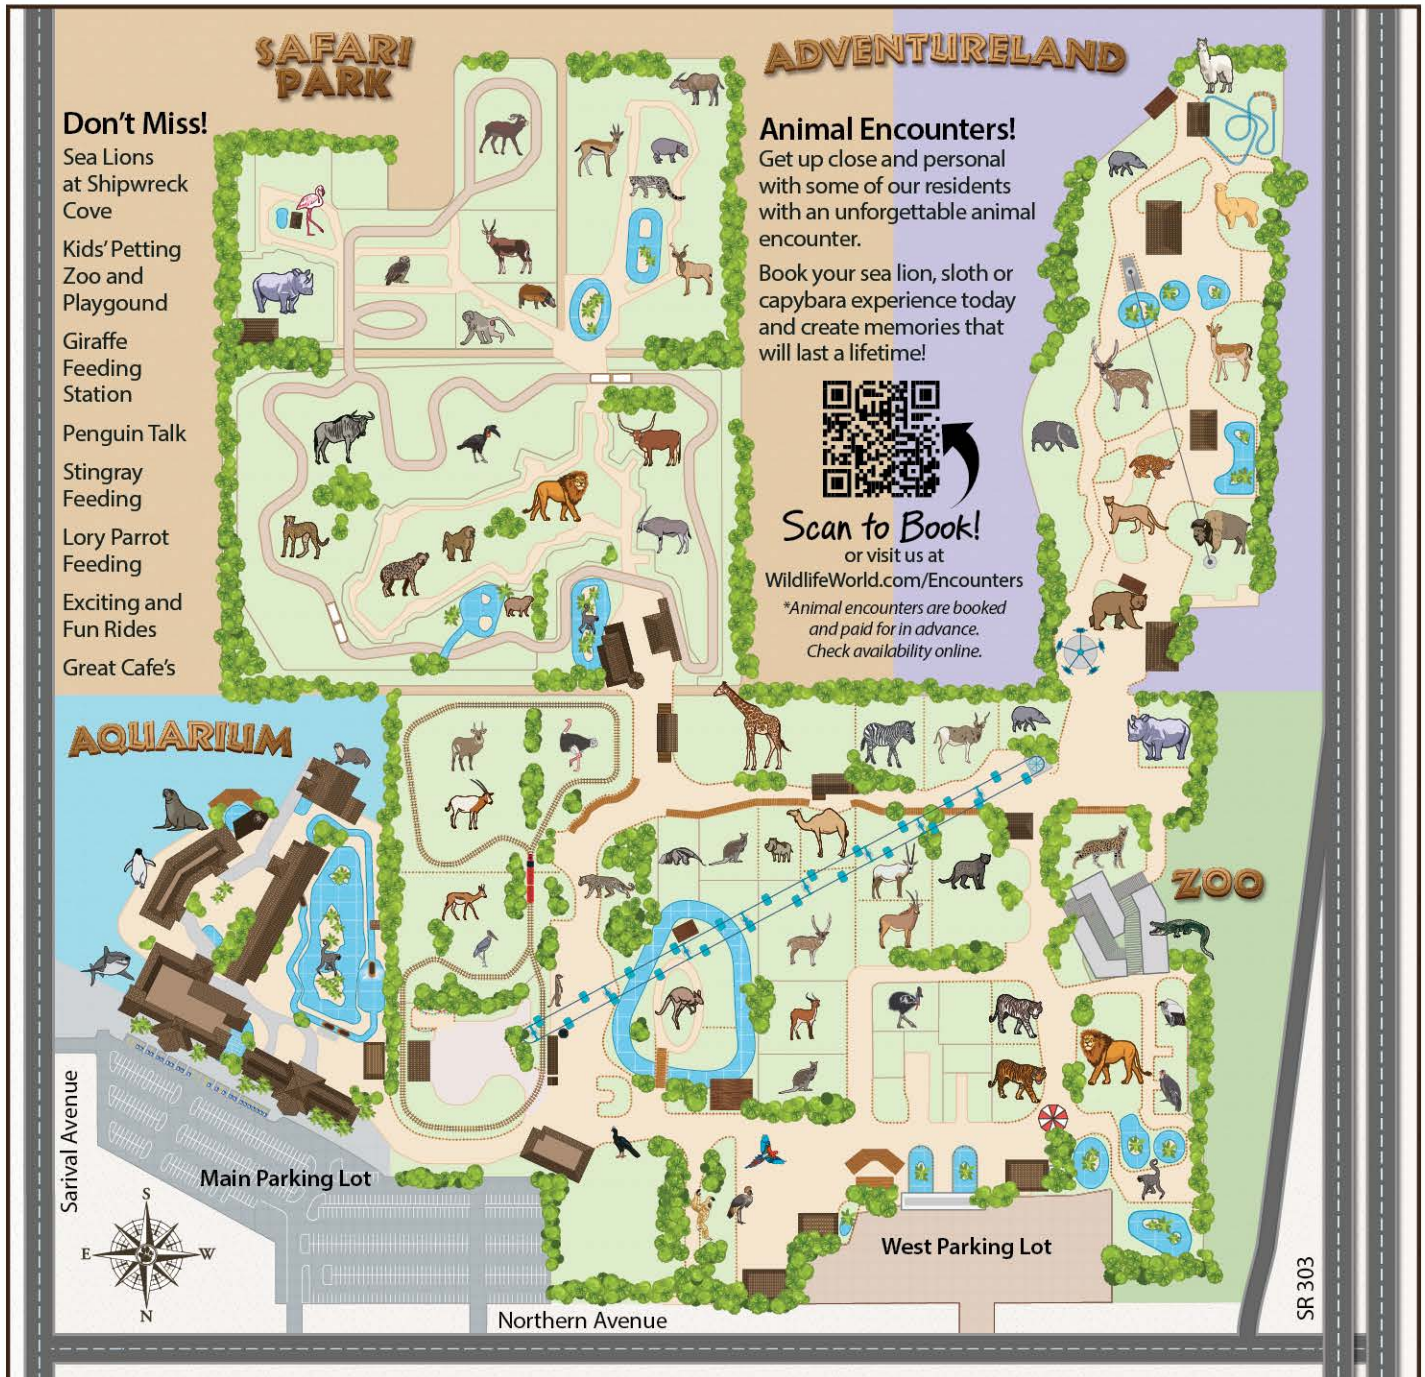 SAFARI
PARK
ADVENTURELAND
Don't Miss!
Sea Lions
at Shipwreck
Cove
Kids' Petting
Zoo and
Playgound
Giraffe
Feeding
Station
Penguin Talk
Stingray
Feeding
Lory Parrot
Feeding
Exciting and
Fun Rides
Great Cafe's
Animal Encounters!
Get up close and personal
with some of our residents
with an unforgettable animal
encounter.
Book your sea lion, sloth or
capybara experience today
and create memories that
will last a lifetime!
Scan to Book!
or visit us at
WildlifeWorld.com/Encounters
*Animal encounters are booked
and paid for in advance.
Check availability online.
AQUARIUM
ZOO
Sarival Avenue
Main Parking Lot
West Parking Lot
S
E
W
N
Northern Avenue
SR 303